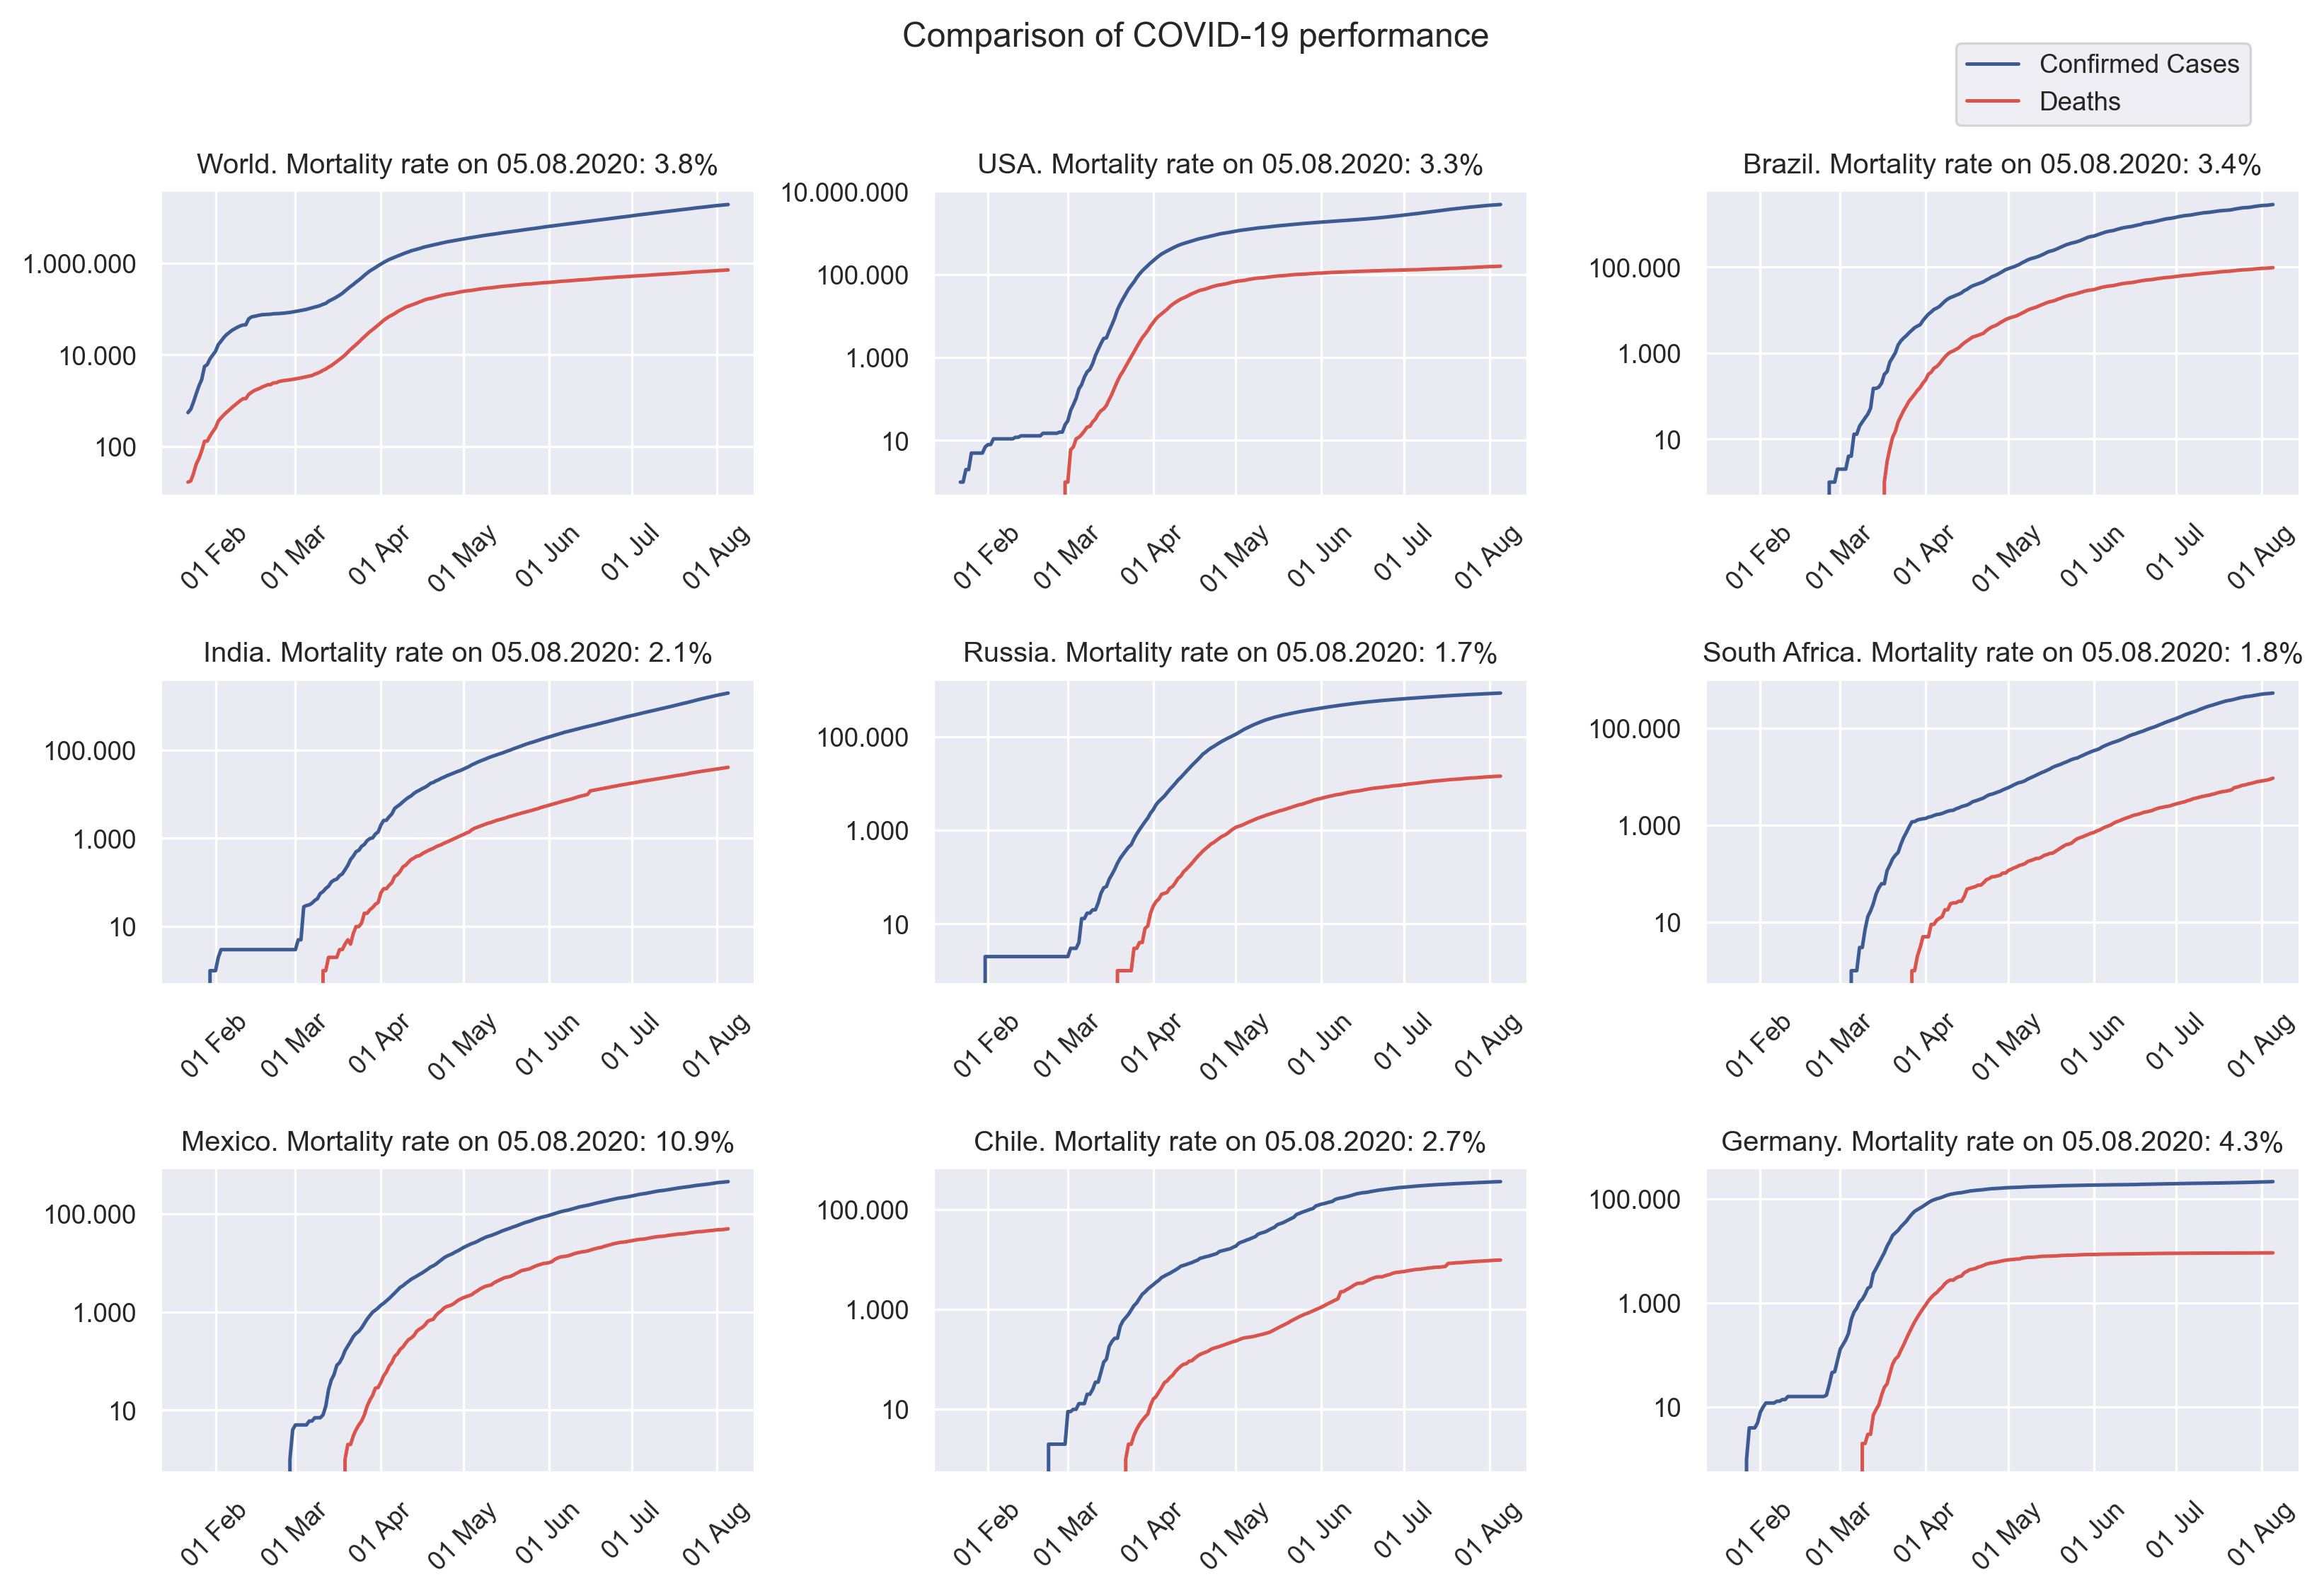 Comparison of COVID-19 performance
Confirmed Cases
Deaths
World. Mortality rate on 05.08.2020: 3.8%
1.000.000
10.000
100
01 Feb
01 Mar
01 Apr
01 May
01 Jun
01 Jul
01 Aug
USA. Mortality rate on 05.08.2020: 3.3%
10.000.000
100.000
1.000
10
01 Feb
01 Mar
01 Apr
01 May
01 Jun
01 Jul
01 Aug
Brazil. Mortality rate on 05.08.2020: 3.4%
100.000
1.000
10
01 Feb
01 Mar
01 Apr
01 May
01 Jun
01 Jul
01 Aug
India. Mortality rate on 05.08.2020: 2.1%
100.000
1.000
10
01 Feb
01 Mar
01 Apr
01 May
01 Jun
01 Jul
01 Aug
Russia. Mortality rate on 05.08.2020: 1.7%
100.000
1.000
10
01 Feb
01 Mar
01 Apr
01 May
01 Jun
01 Jul
01 Aug
South Africa. Mortality rate on 05.08.2020: 1.8%
100.000
1.000
10
01 Feb
01 Mar
01 Apr
01 May
01 Jun
01 Jul
01 Aug
Mexico. Mortality rate on 05.08.2020: 10.9%
100.000
1.000
10
01 Feb
01 Mar
01 Apr
01 May
01 Jun
01 Jul
01 Aug
Chile. Mortality rate on 05.08.2020: 2.7%
100.000
1.000
10
01 Feb
01 Mar
01 Apr
01 May
01 Jun
01 Jul
01 Aug
Germany. Mortality rate on 05.08.2020: 4.3%
100.000
1.000
10
01 Feb
01 Mar
01 Apr
01 May
01 Jun
01 Jul
01 Aug